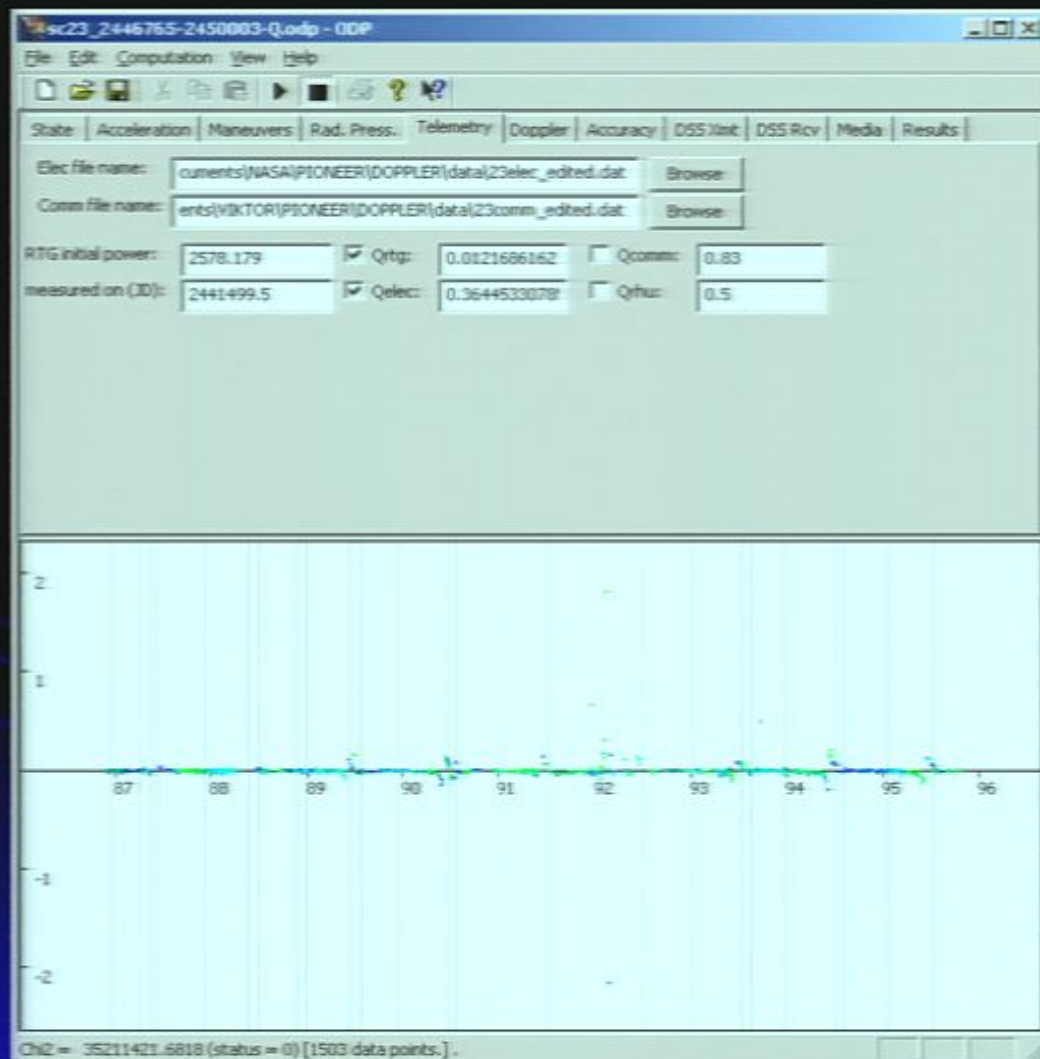 sc23_2446765-2450003-Q.odp - ODP
File Edit Computation View Help
State Acceleration Maneuvers Rad. Press. Telemetry Doppler Accuracy DSS Xmt DSS Rcv Media Results
Elec file name: cuments\NASA\PIONEER\DOPPLER\data\23elec_edited.dat Browse
Comm file name: ents\VIKTOR\PIONEER\DOPPLER\data\23comm_edited.dat Browse
RTG initial power: 2578.179 Qrtg: 0.0121686162 Qcomm: 0.83
measured on (JD): 2441499.5 Qelec: 0.3644533078 Qrhu: 0.5
2
1
87 88 89 90 91 92 93 94 95 96
-1
-2
Chi2 = 35211421.6818 (status = 0) [1503 data points.] .